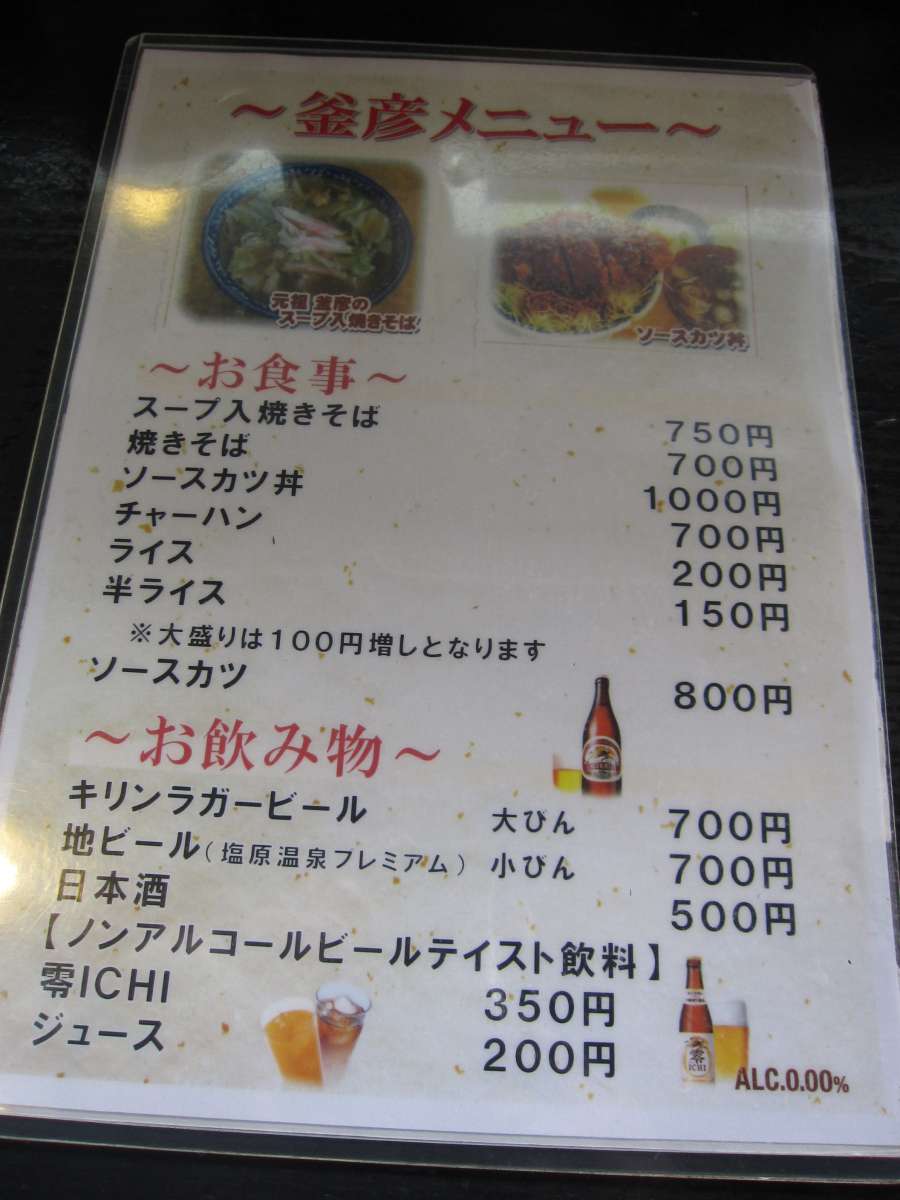 ～釜彦メニュー～
元祖 釜彦の
スープ入焼きそば
ソースカツ丼
～お食事～
スープ入焼きそば 750円
焼きそば 700円
ソースカツ丼 1000円
チャーハン 700円
ライス 200円
半ライス 150円
※大盛りは100円増しとなります
ソースカツ 800円
～お飲み物～
キリンラガービール 大びん 700円
地ビール（塩原温泉プレミアム） 小びん 700円
日本酒 500円
【ノンアルコールビールテイスト飲料】
零ICHI 350円
ジュース 200円
零
ICHI
ALC.0.00%